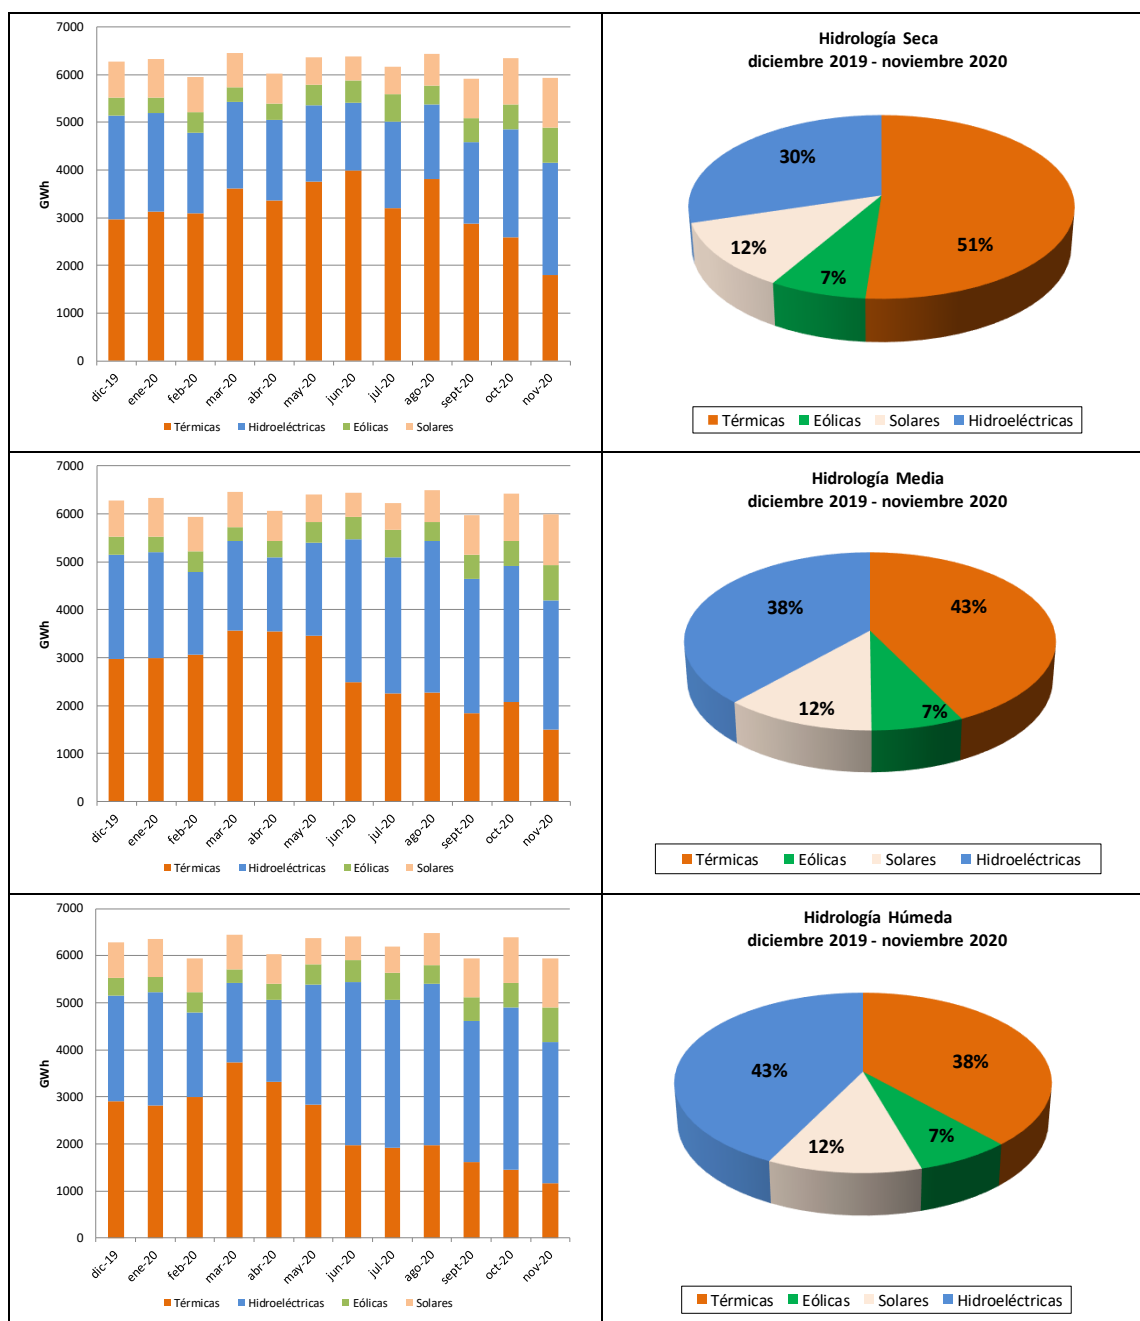 7000
6000
5000
4000
3000
2000
1000
0
GWh
dic-19
ene-20
feb-20
mar-20
abr-20
may-20
jun-20
jul-20
ago-20
sept-20
oct-20
nov-20
Térmicas Hidroeléctricas Eólicas Solares
Hidrología Seca
diciembre 2019 - noviembre 2020
30%
51%
12%
7%
Térmicas Eólicas Solares Hidroeléctricas
7000
6000
5000
4000
3000
2000
1000
0
GWh
dic-19
ene-20
feb-20
mar-20
abr-20
may-20
jun-20
jul-20
ago-20
sept-20
oct-20
nov-20
Térmicas Hidroeléctricas Eólicas Solares
Hidrología Media
diciembre 2019 - noviembre 2020
38%
43%
12%
7%
Térmicas Eólicas Solares Hidroeléctricas
7000
6000
5000
4000
3000
2000
1000
0
GWh
dic-19
ene-20
feb-20
mar-20
abr-20
may-20
jun-20
jul-20
ago-20
sept-20
oct-20
nov-20
Térmicas Hidroeléctricas Eólicas Solares
Hidrología Húmeda
diciembre 2019 - noviembre 2020
43%
38%
12%
7%
Térmicas Eólicas Solares Hidroeléctricas